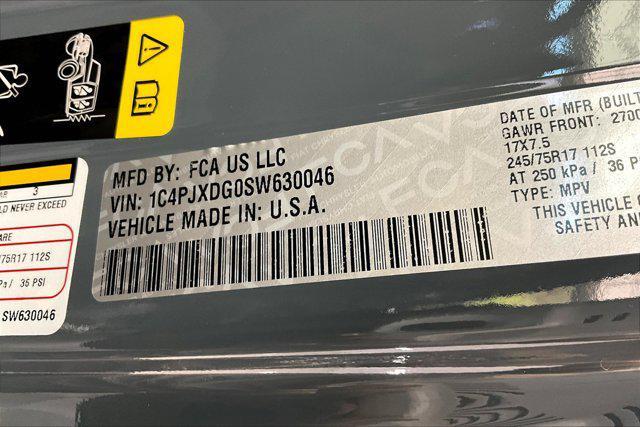 MFD BY: FCA US LLC
VIN: 1C4PJXDG0SW630046
VEHICLE MADE IN: U.S.A.
DATE OF MFR (BUILT
GAWR FRONT: 2700
17X7.5
245/75R17 112S
AT 250 kPa / 36 P
TYPE: MPV
THIS VEHICLE
SAFETY AN
3
LD NEVER EXCEED
ARE
/75R17 112S
Pa / 35 PSI
SW630046